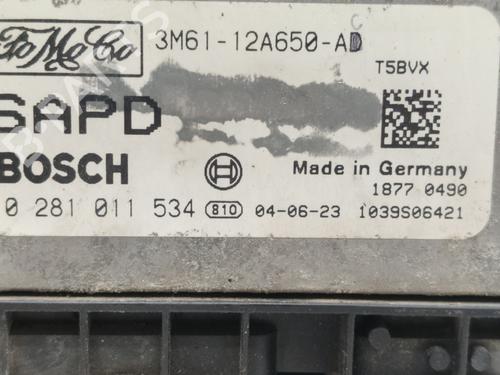 FoMoCo
3M61-12A650-AD
C
T5BVX
SAPD
BOSCH
Made in Germany
1877 0490
0 281 011 534 810 04-06-23 1039S06421